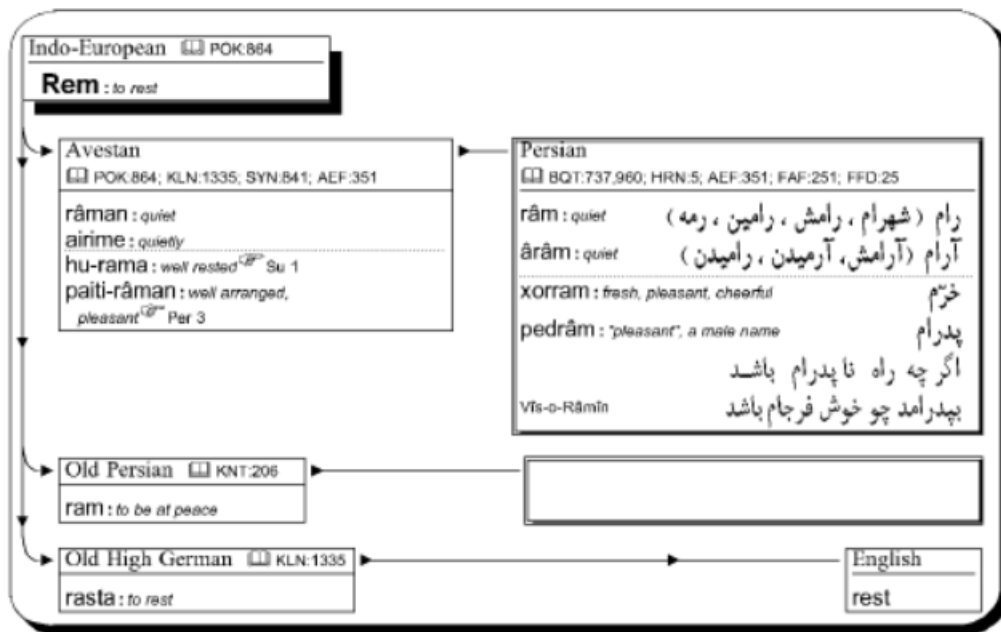 Indo-European POK:864
Rem : to rest
Avestan
POK:864; KLN:1335; SYN:841; AEF:351
râman : quiet
airime : quietly
hu-rama : well rested Su 1
paiti-râman : well arranged,
pleasant Per 3
Persian
BQT:737,960; HRN:5; AEF:351; FAF:251; FFD:25
râm : quiet رام (شهرام ، رامش ، رامین ، رمه)
ârâm : quiet آرام (آرامش، آرمیدن ، رامیدن)
xorram : fresh, pleasant, cheerful خرّم
pedrâm : "pleasant", a male name پدرام
اگر چه راه ناپدرام باشد
Vîs-o-Râmîn بپدرامد چو خوش فرجام باشد
Old Persian KNT:206
ram : to be at peace
Old High German KLN:1335
rasta : to rest
English
rest